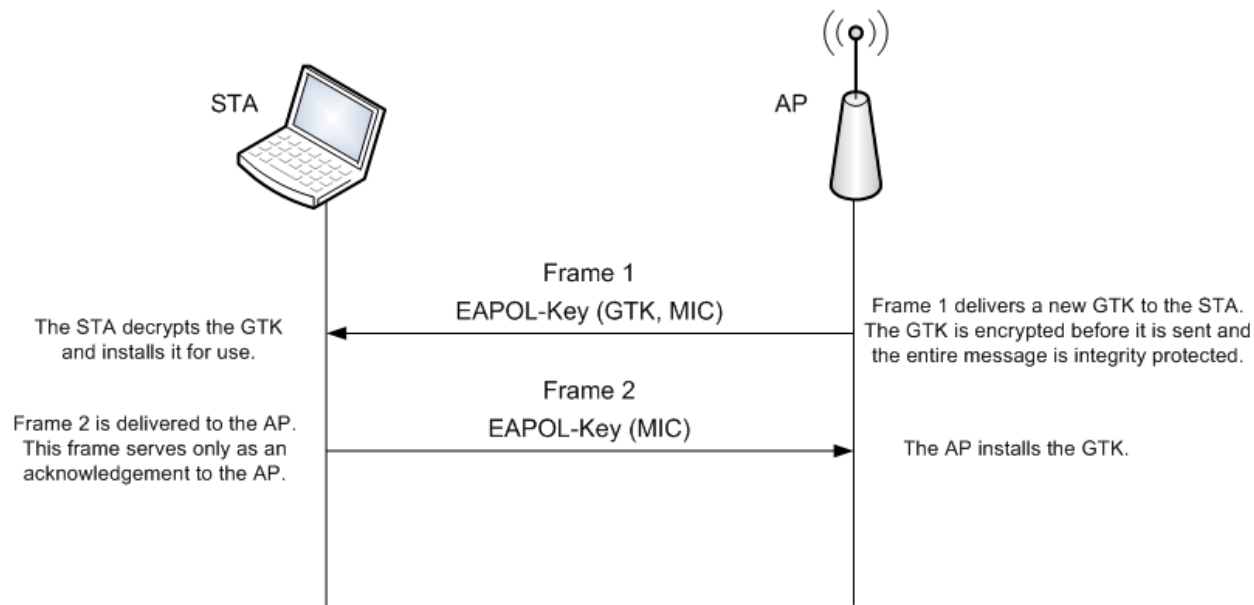 STA
AP
Frame 1
EAPOL-Key (GTK, MIC)
The STA decrypts the GTK
and installs it for use.
Frame 1 delivers a new GTK to the STA.
The GTK is encrypted before it is sent and
the entire message is integrity protected.
Frame 2
EAPOL-Key (MIC)
Frame 2 is delivered to the AP.
This frame serves only as an
acknowledgement to the AP.
The AP installs the GTK.